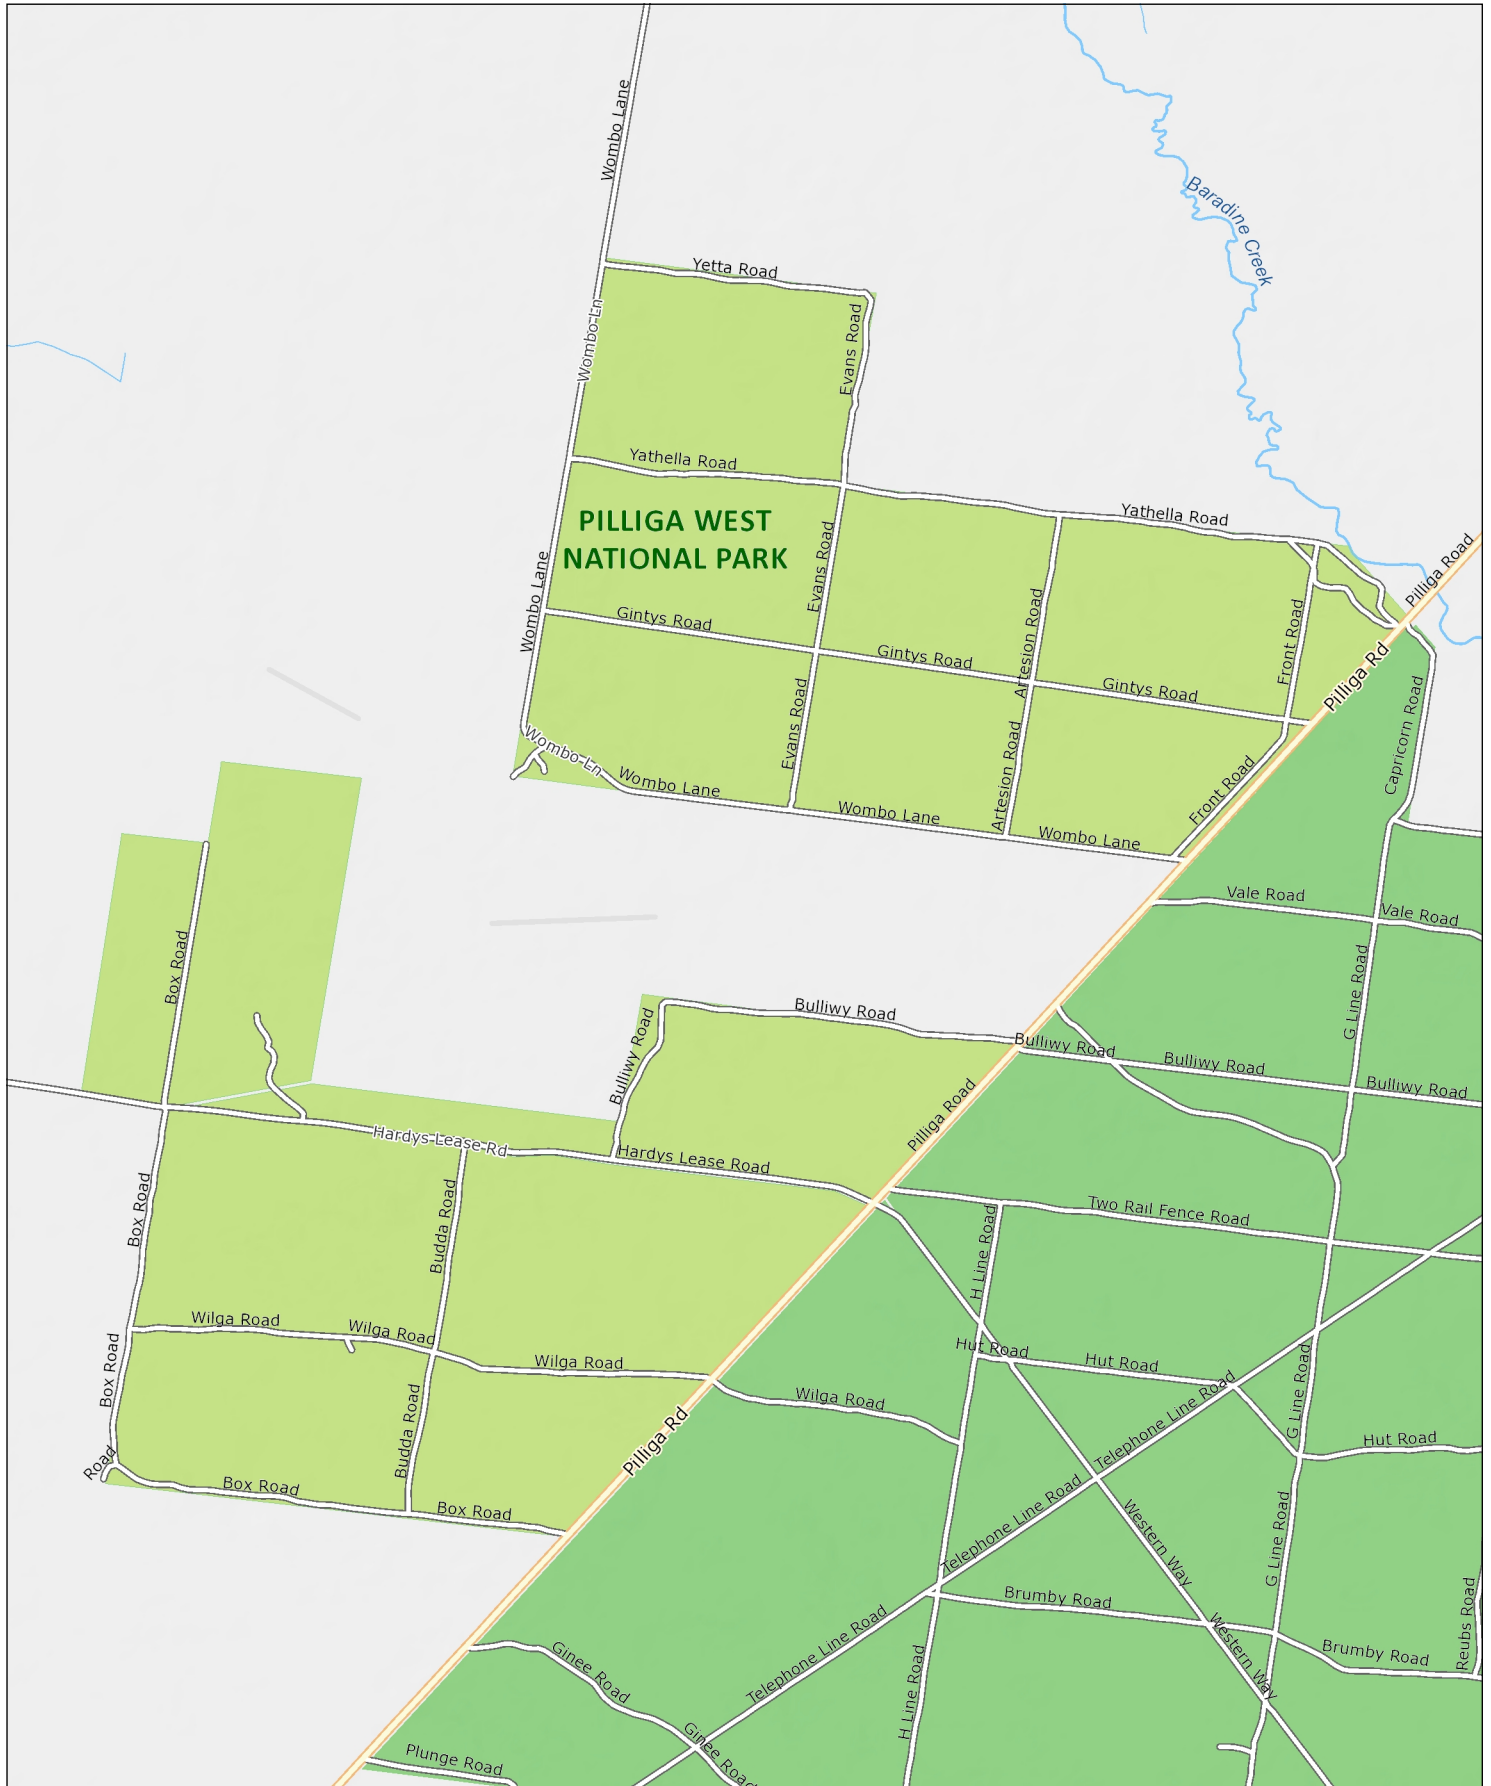 Wombo Lane
Baradine Creek
Yetta Road
Wombo Ln
Evans Road
Yathella Road
PILLIGA WEST
NATIONAL PARK
Yathella Road
Evans Road
Pilliga Road
Wombo Lane
Gintys Road
Artesion Road
Front Road
Gintys Road
Gintys Road
Pilliga Rd
Capricorn Road
Evans Road
Wombo Ln
Wombo Lane
Artesion Road
Front Road
Wombo Lane
Wombo Lane
Vale Road
Vale Road
Box Road
G Line Road
Bulliwy Road
Bulliwy Road
Bulliwy Road
Bulliwy Road
Bulliwy Road
Pilliga Road
Hardys Lease Rd
Hardys Lease Road
Box Road
Budda Road
Two Rail Fence Road
H Line Road
Wilga Road
Wilga Road
Wilga Road
Hut Road
Hut Road
Box Road
Wilga Road
Telephone Line Road
G Line Road
Budda Road
Pilliga Rd
Hut Road
Road
Box Road
Box Road
Telephone Line Road
Western Way
G Line Road
Brumby Road
Reubs Road
Telephone Line Road
Western Way
Brumby Road
Ginee Road
H Line Road
Ginee Road
Plunge Road